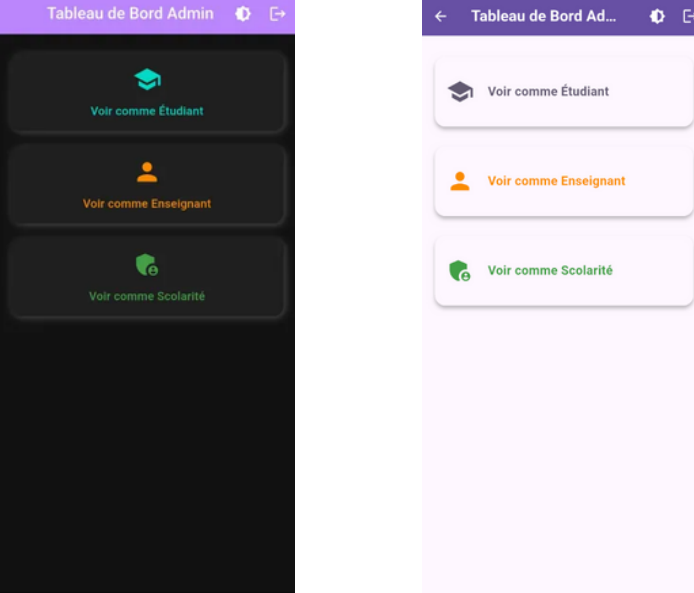 Tableau de Bord Admin
Voir comme Étudiant
Voir comme Enseignant
Voir comme Scolarité
Tableau de Bord Ad...
Voir comme Étudiant
Voir comme Enseignant
Voir comme Scolarité